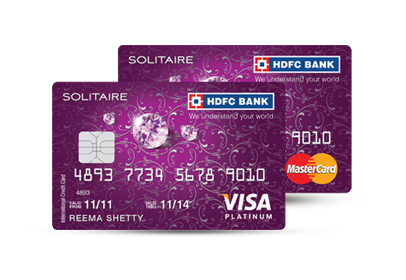 SOLITAIRE
HDFC BANK
We understand your world
9010
MasterCard
SOLITAIRE
HDFC BANK
We understand your world
4893 7734 5678 9010
4893
VALID FROM 11/11 VALID THRU 11/14
REEMA SHETTY
VISA
PLATINUM
International Credit Card